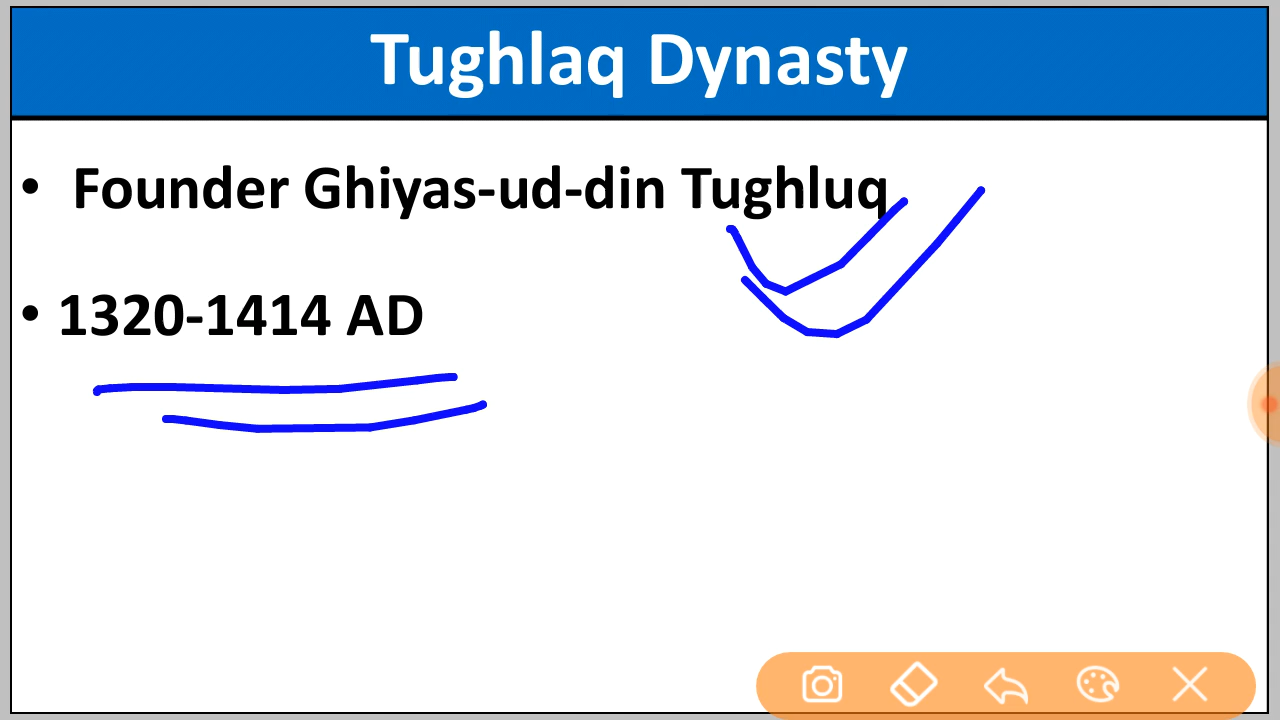 Tughlaq Dynasty
• Founder Ghiyas-ud-din Tughluq
• 1320-1414 AD